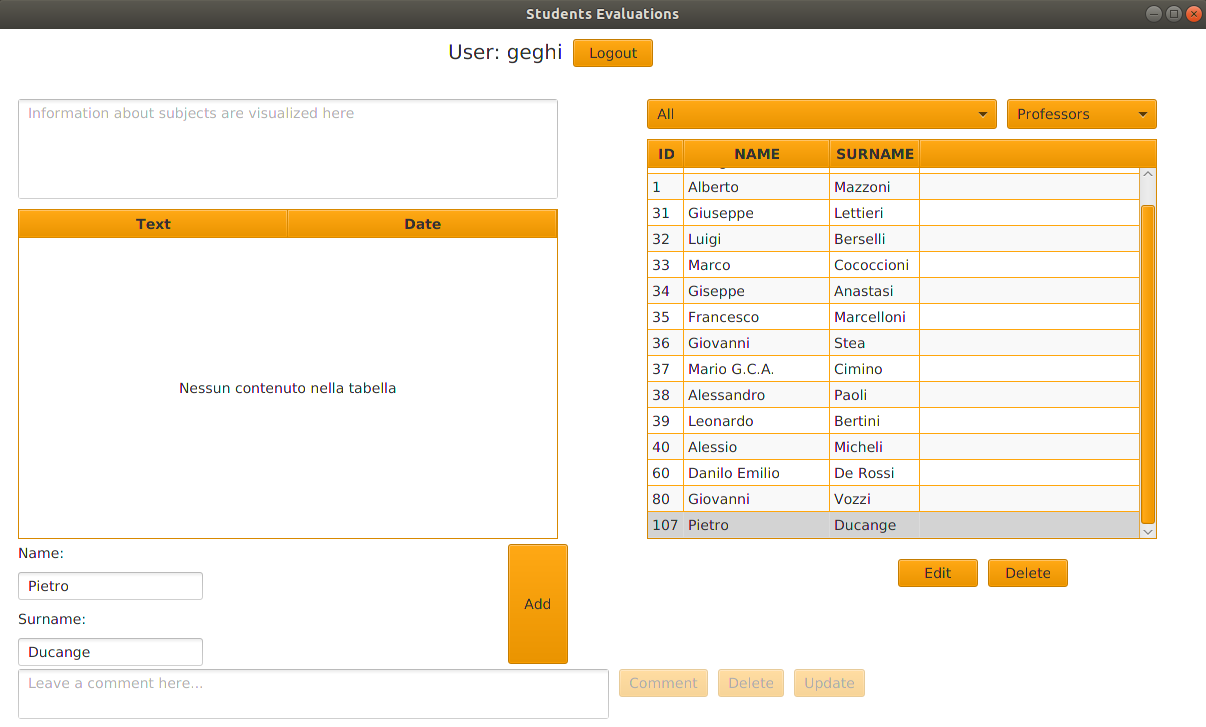 Students Evaluations
User: geghi Logout
Information about subjects are visualized here
Text Date
Nessun contenuto nella tabella
Name:
Pietro
Surname:
Ducange
Add
Leave a comment here...
Comment Delete Update
All Professors
ID NAME SURNAME
1 Alberto Mazzoni
31 Giuseppe Lettieri
32 Luigi Berselli
33 Marco Cococcioni
34 Giseppe Anastasi
35 Francesco Marcelloni
36 Giovanni Stea
37 Mario G.C.A. Cimino
38 Alessandro Paoli
39 Leonardo Bertini
40 Alessio Micheli
60 Danilo Emilio De Rossi
80 Giovanni Vozzi
107 Pietro Ducange
Edit Delete